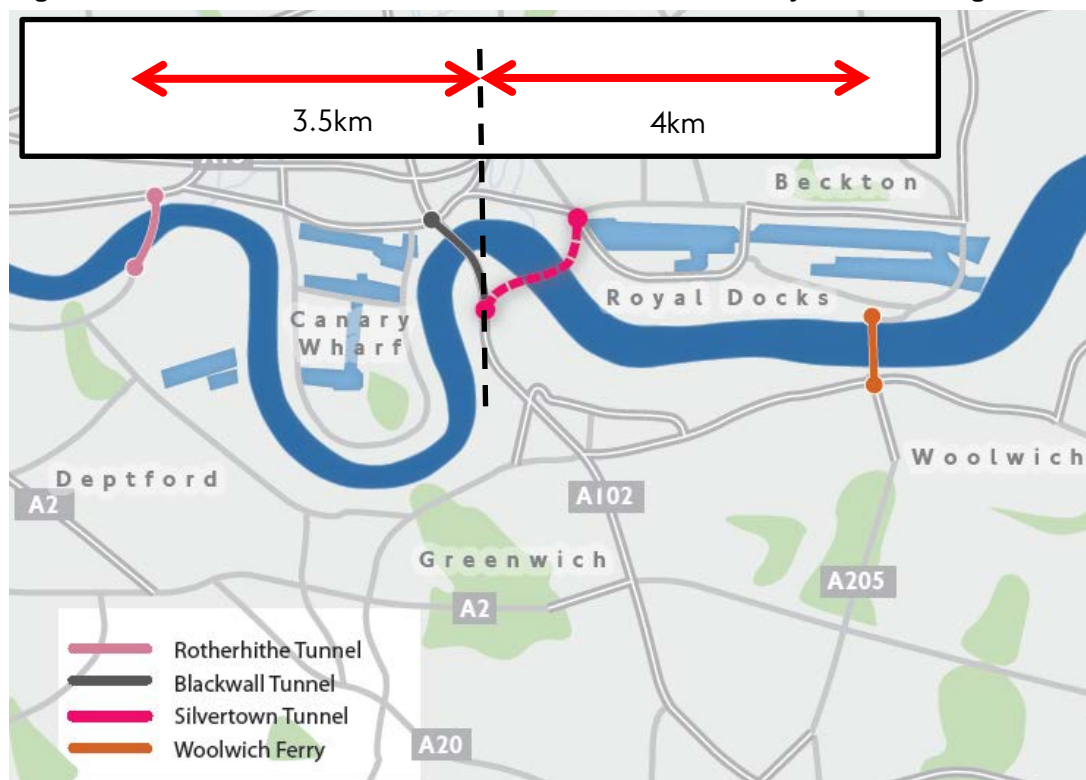 3.5km
4km
Beckton
Royal Docks
Canary
Wharf
Deptford
A2
A102
Woolwich
Greenwich
A2
A205
Rotherhithe Tunnel
Blackwall Tunnel
Silvertown Tunnel
Woolwich Ferry
A20